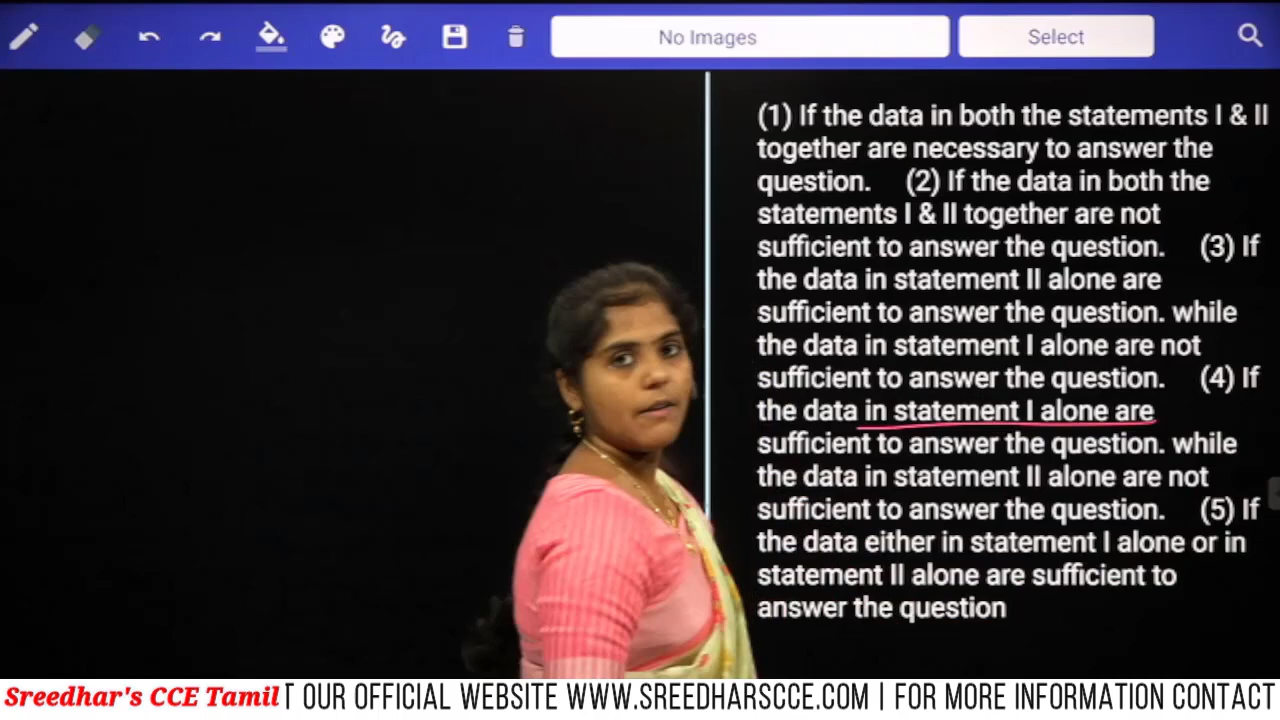 No Images
Select
(1) If the data in both the statements I & II
together are necessary to answer the
question. (2) If the data in both the
statements I & II together are not
sufficient to answer the question. (3) If
the data in statement II alone are
sufficient to answer the question. while
the data in statement I alone are not
sufficient to answer the question. (4) If
the data in statement I alone are
sufficient to answer the question. while
the data in statement II alone are not
sufficient to answer the question. (5) If
the data either in statement I alone or in
statement II alone are sufficient to
answer the question
Sreedhar's CCE Tamil T OUR OFFICIAL WEBSITE WWW.SREEDHARSCCE.COM | FOR MORE INFORMATION CONTACT